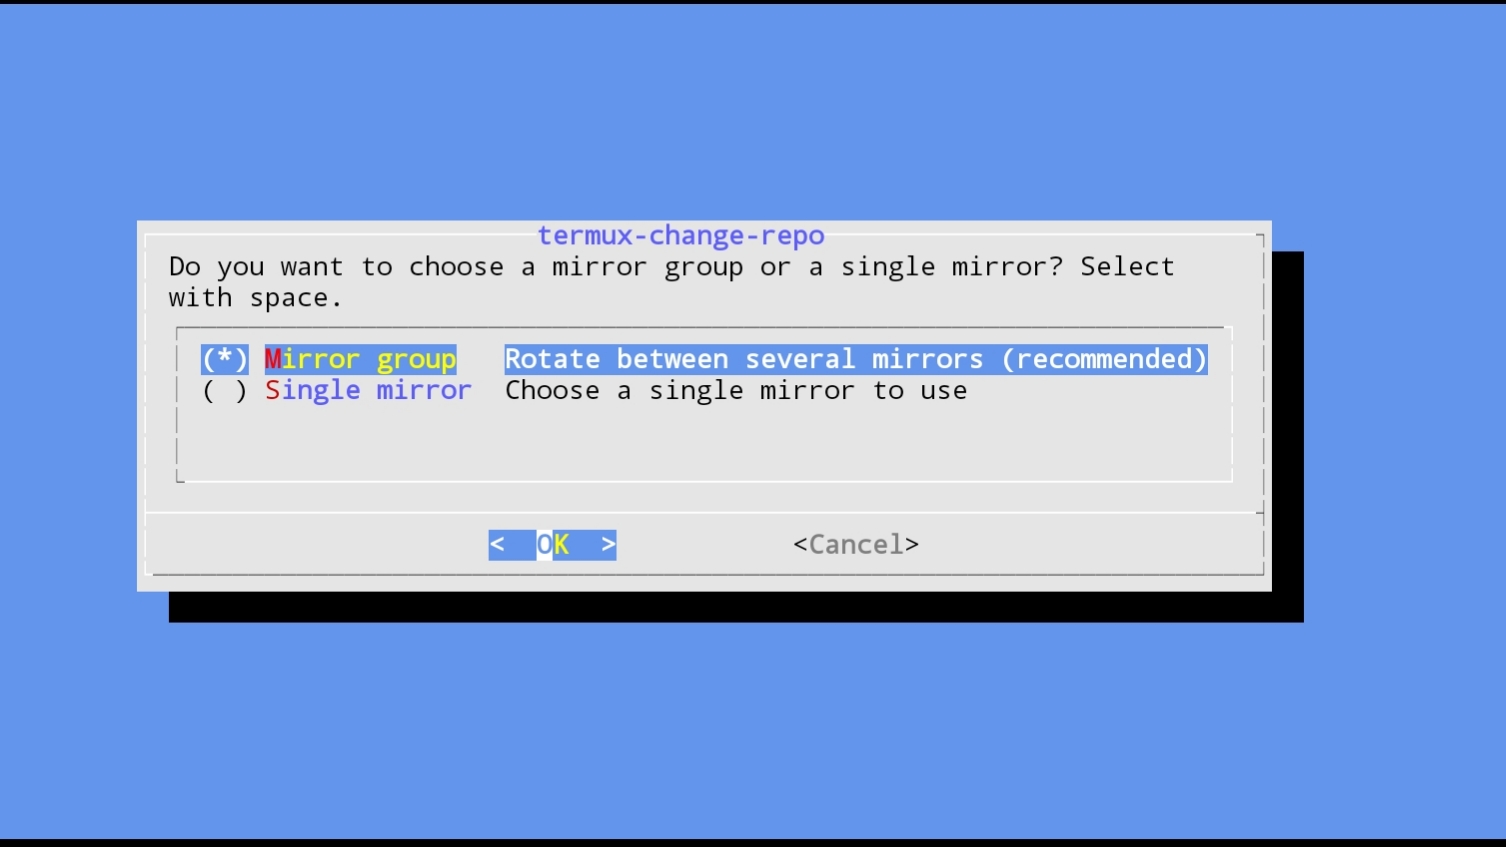 termux-change-repo
Do you want to choose a mirror group or a single mirror? Select
with space.
(*) Mirror group Rotate between several mirrors (recommended)
( ) Single mirror Choose a single mirror to use
< OK > <Cancel>